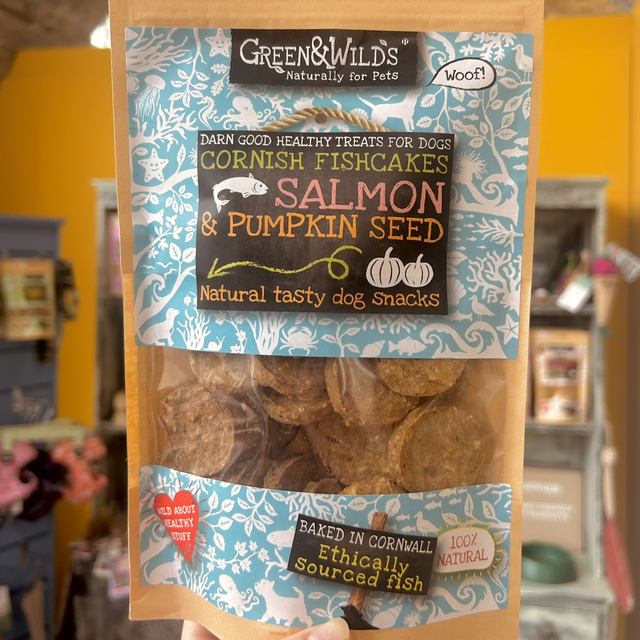 GREEN&WILD'S®
Naturally for Pets
Woof!
DARN GOOD HEALTHY TREATS FOR DOGS
CORNISH FISHCAKES
SALMON
& PUMPKIN SEED
Natural tasty dog snacks
WILD ABOUT
HEALTHY
STUFF
BAKED IN CORNWALL
Ethically
sourced fish
100%
NATURAL